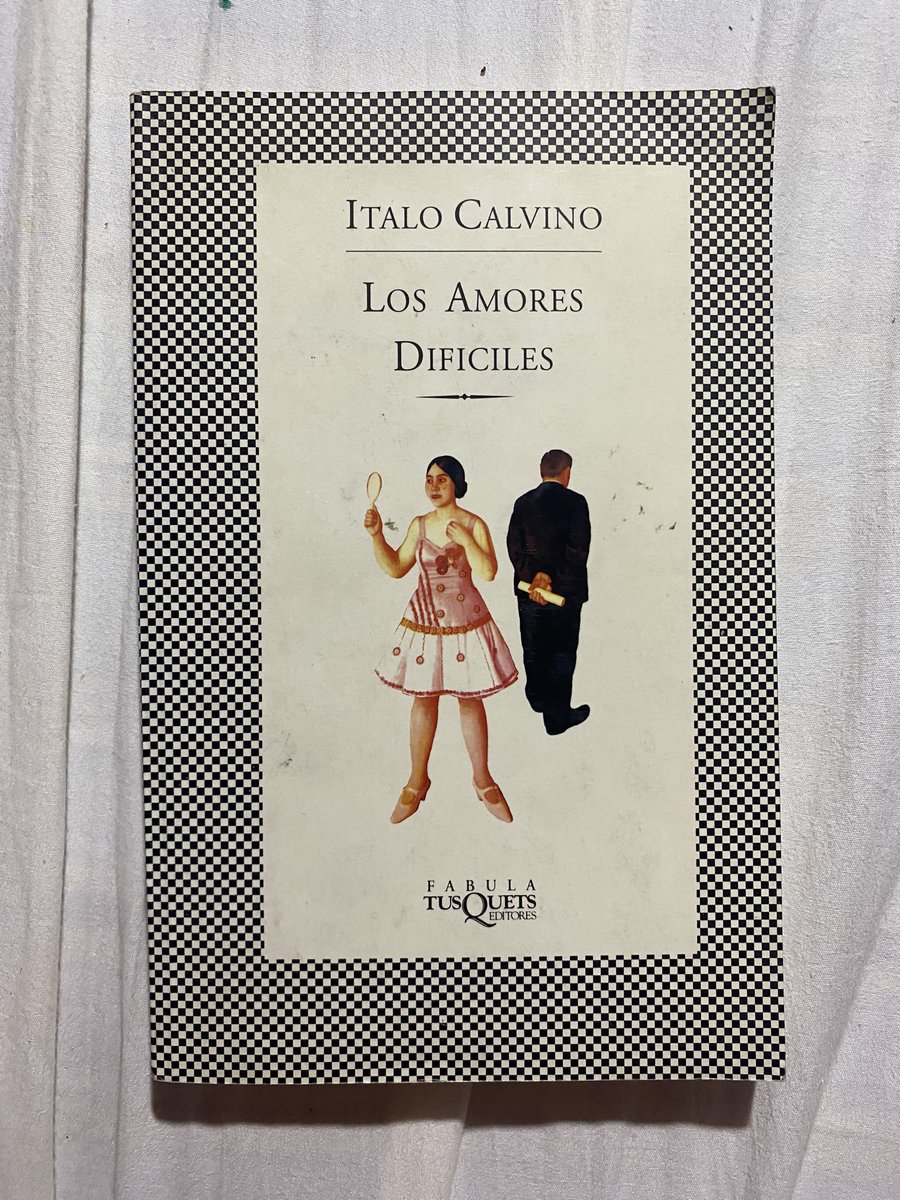 ITALO CALVINO
LOS AMORES
DIFICILES
FABULA
TUSQUETS
EDITORES